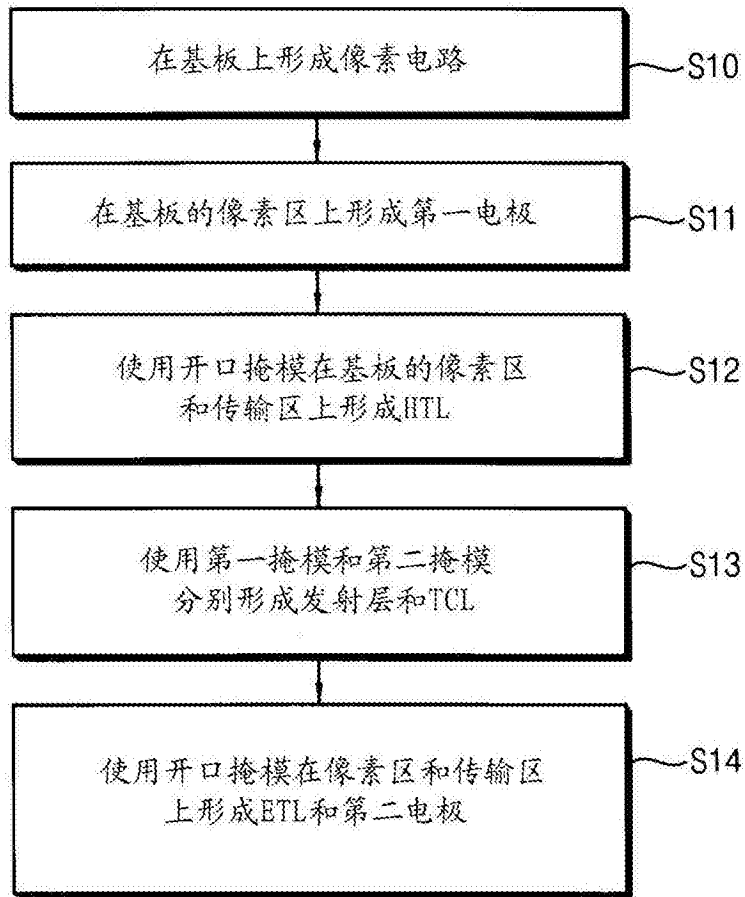 在基板上形成像素电路
S10
在基板的像素区上形成第一电极
S11
使用开口掩模在基板的像素区
和传输区上形成HTL
S12
使用第一掩模和第二掩模
分别形成发射层和TCL
S13
使用开口掩模在像素区和传输区
上形成ETL和第二电极
S14